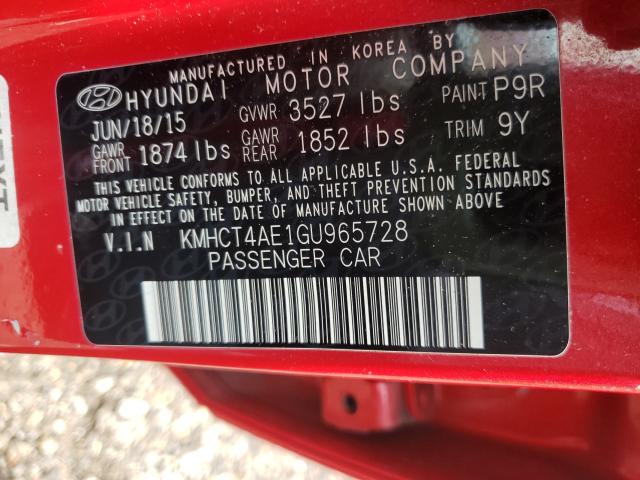 MANUFACTURED IN KOREA BY
HYUNDAI MOTOR COMPANY
JUN/18/15 GVWR 3527 lbs PAINT P9R
GAWR FRONT 1874 lbs GAWR REAR 1852 lbs TRIM 9Y
THIS VEHICLE CONFORMS TO ALL APPLICABLE U.S.A. FEDERAL
MOTOR VEHICLE SAFETY, BUMPER, AND THEFT PREVENTION STANDARDS
IN EFFECT ON THE DATE OF MANUFACTURE SHOWN ABOVE
V.I.N KMHCT4AE1GU965728
PASSENGER CAR